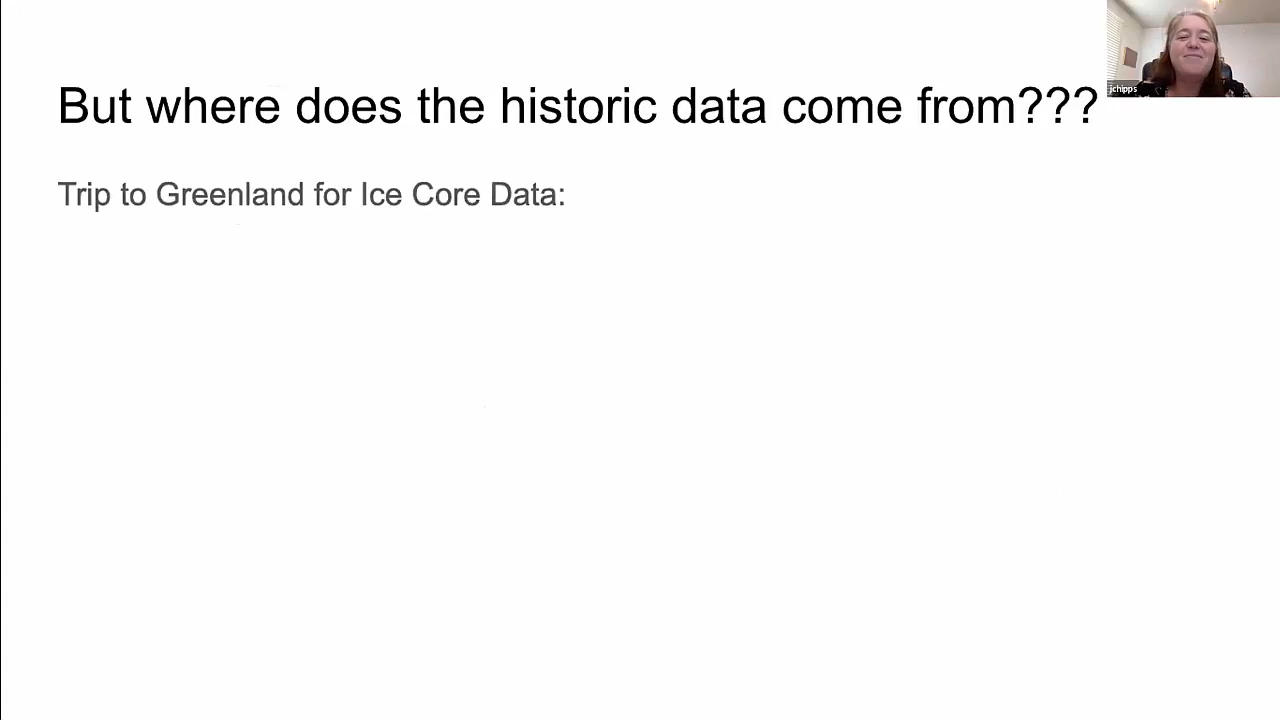 But where does the historic data come from???
jchipps
Trip to Greenland for Ice Core Data: